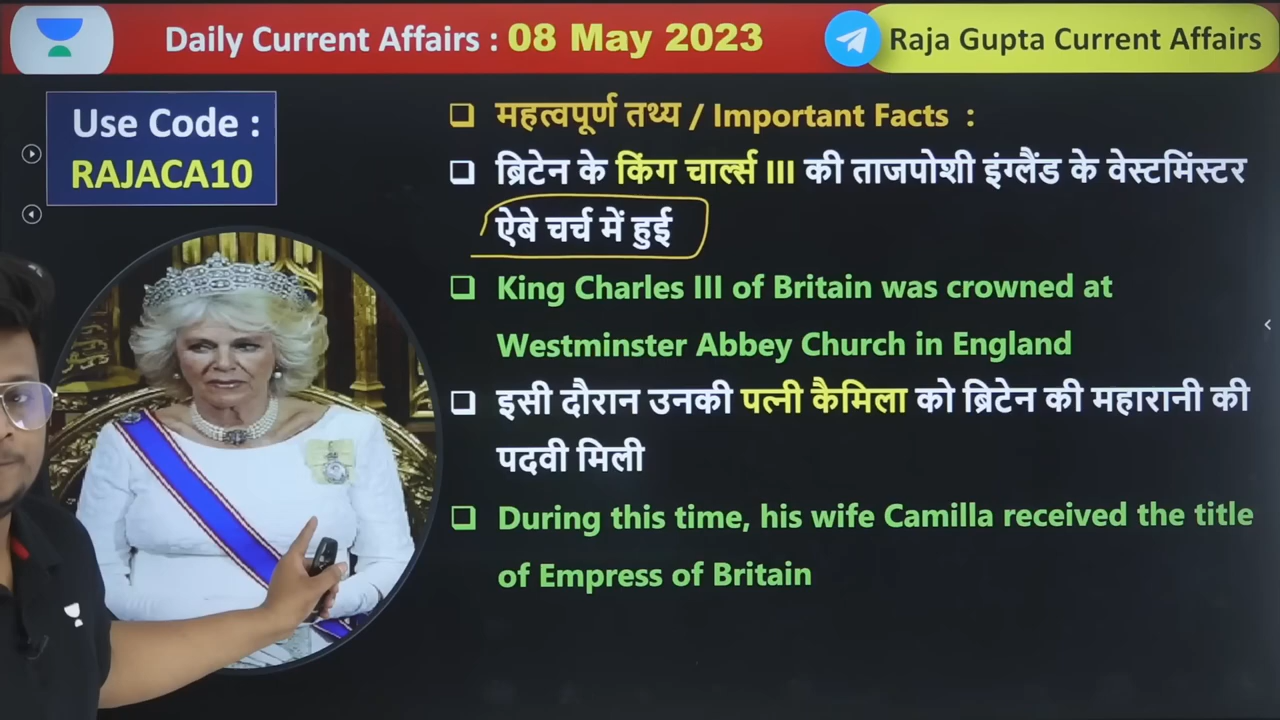 Daily Current Affairs : 08 May 2023
Raja Gupta Current Affairs
Use Code :
RAJACA10
महत्वपूर्ण तथ्य / Important Facts :
ब्रिटेन के किंग चार्ल्स III की ताजपोशी इंग्लैंड के वेस्टमिंस्टर
ऐबे चर्च में हुई
King Charles III of Britain was crowned at
Westminster Abbey Church in England
इसी दौरान उनकी पत्नी कैमिला को ब्रिटेन की महारानी की
पदवी मिली
During this time, his wife Camilla received the title
of Empress of Britain